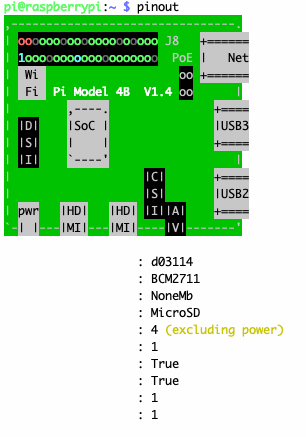 pi@raspberrypi:~ $ pinout
,--------------------------------.
| oooooooooooooooooooo J8     +======
| 1ooooooooooooooooooo  PoE   |   Net
|  Wi                    oo   +======
|  Fi  Pi Model 4B  V1.4 oo      |
|        ,----.               +====
| |D|    |SoC |               |USB3
| |S|    |    |               +====
| |I|    `----'                  |
|                   |C|       +====
|                   |S|       |USB2
| pwr   |HD|   |HD| |I||A|    +====
`-| |---|MI|---|MI|----|V|-------'
: d03114
: BCM2711
: NoneMb
: MicroSD
: 4 (excluding power)
: 1
: True
: True
: 1
: 1